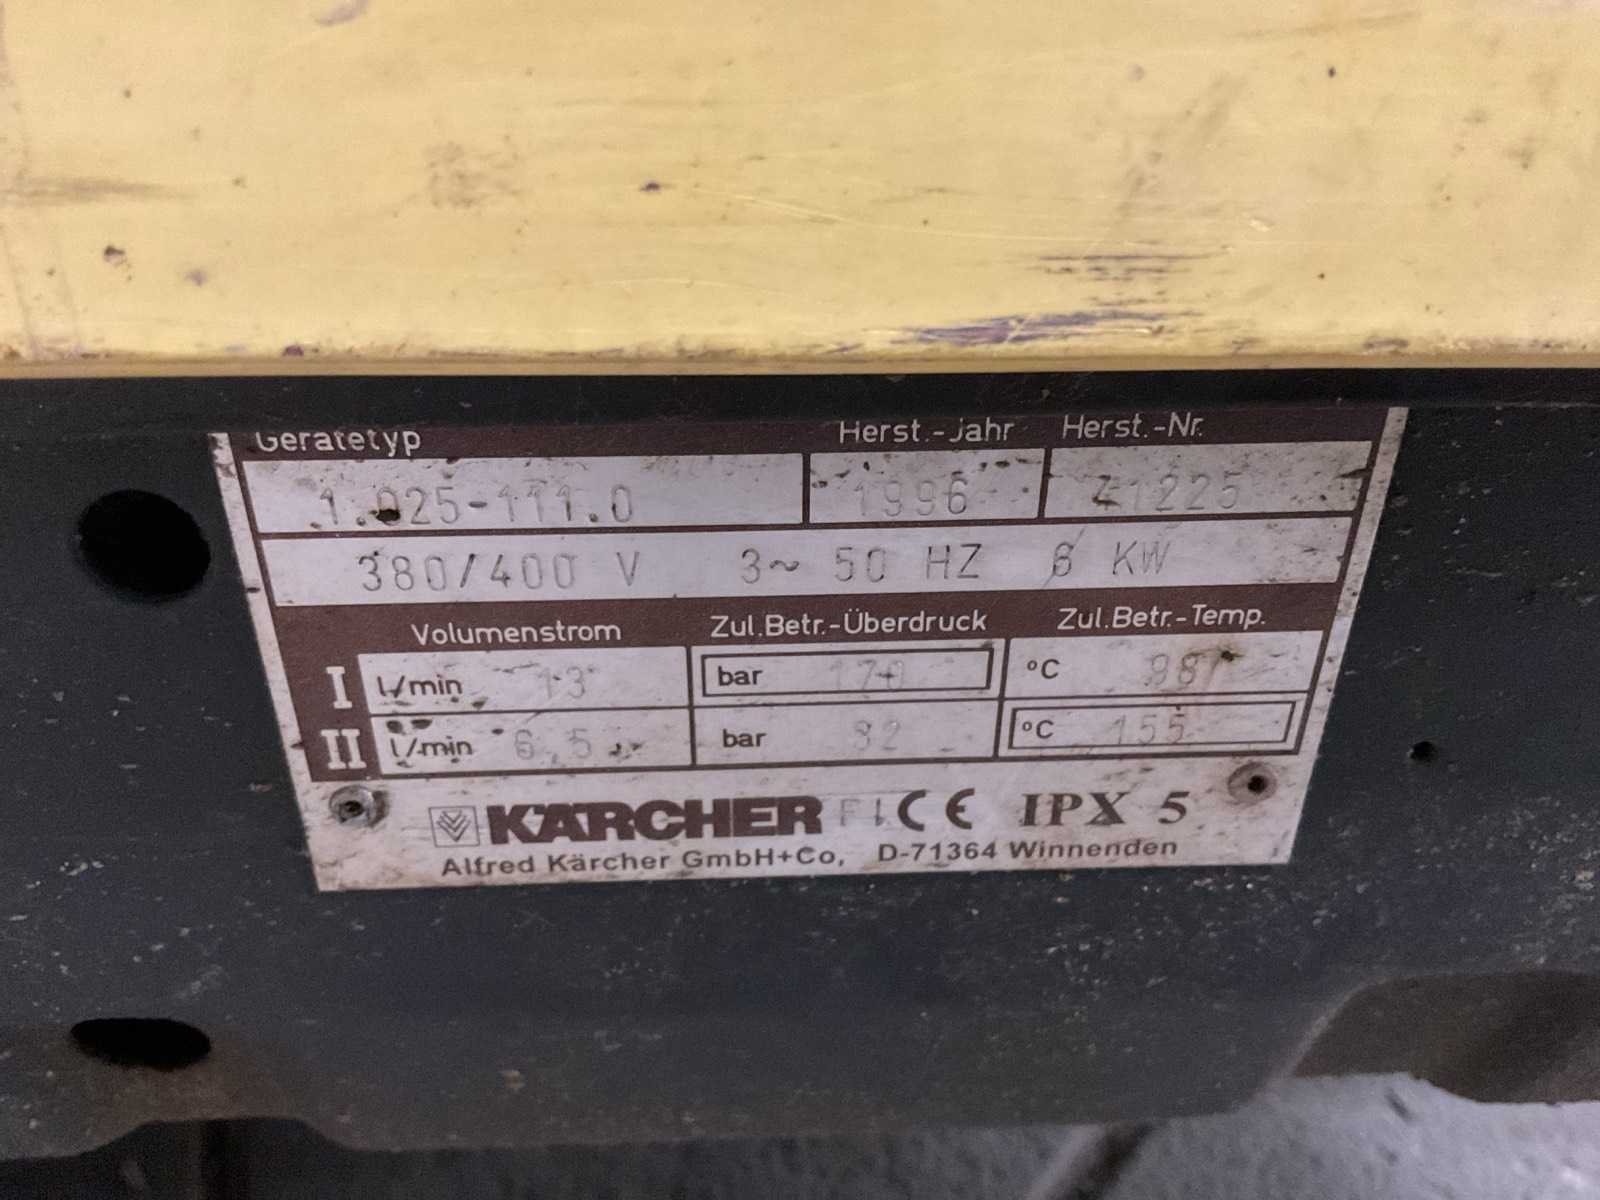 Gerätetyp Herst.-Jahr Herst.-Nr.
1.025-111.0 1996 Z1225
380/400 V 3~ 50 HZ 6 KW
Volumenstrom Zul.Betr.-Überdruck Zul.Betr.-Temp.
I l/min 13 bar 170 °C 98
II l/min 6.5 bar 32 °C 155
KÄRCHER CE IPX 5
Alfred Kärcher GmbH+Co, D-71364 Winnenden